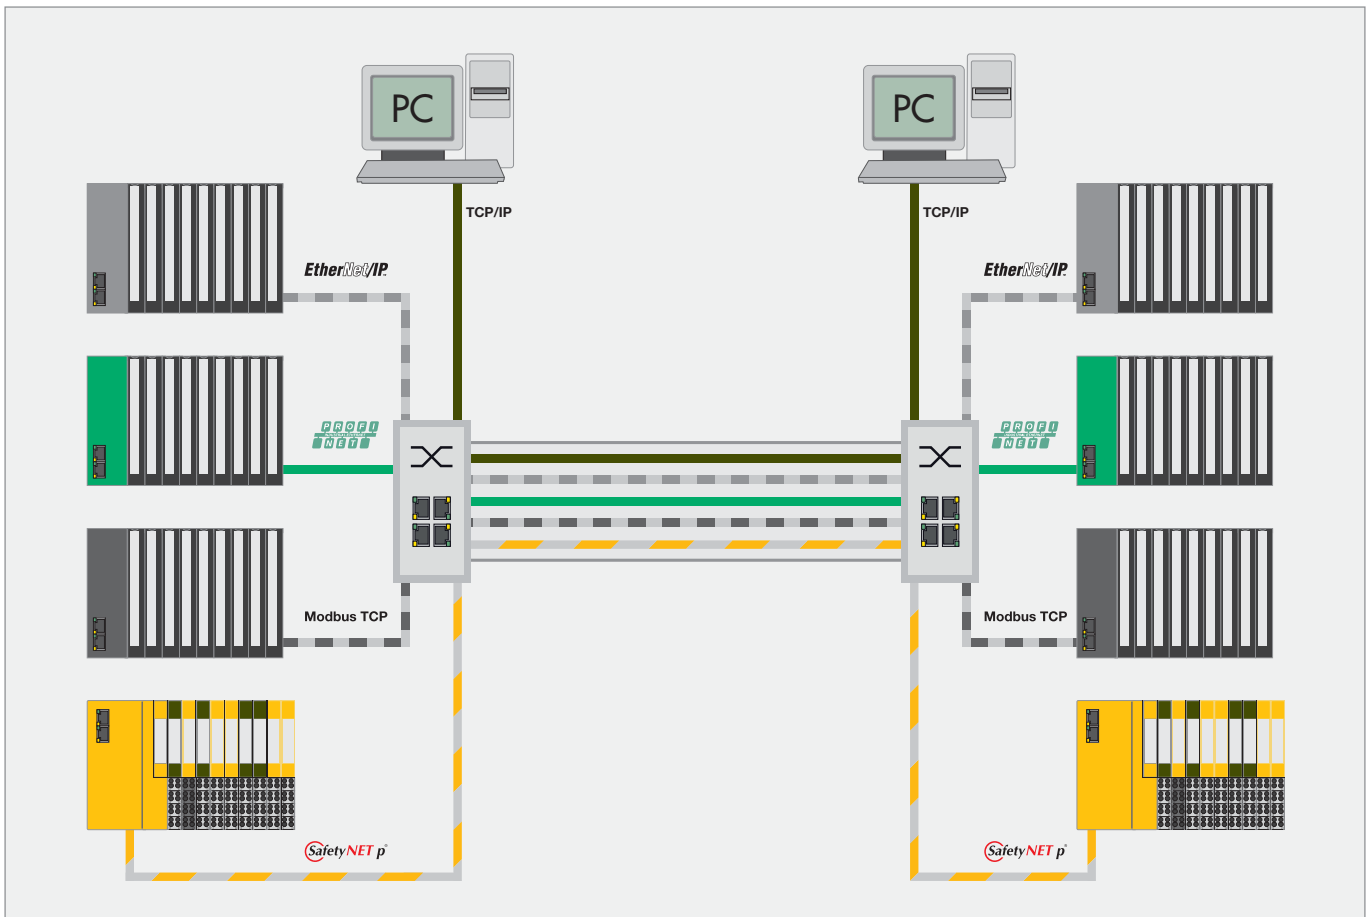 PC
PC
TCP/IP
TCP/IP
EtherNet/IP
EtherNet/IP
PROFI
NET
PROFI
NET
Modbus TCP
Modbus TCP
SafetyNET p®
SafetyNET p®